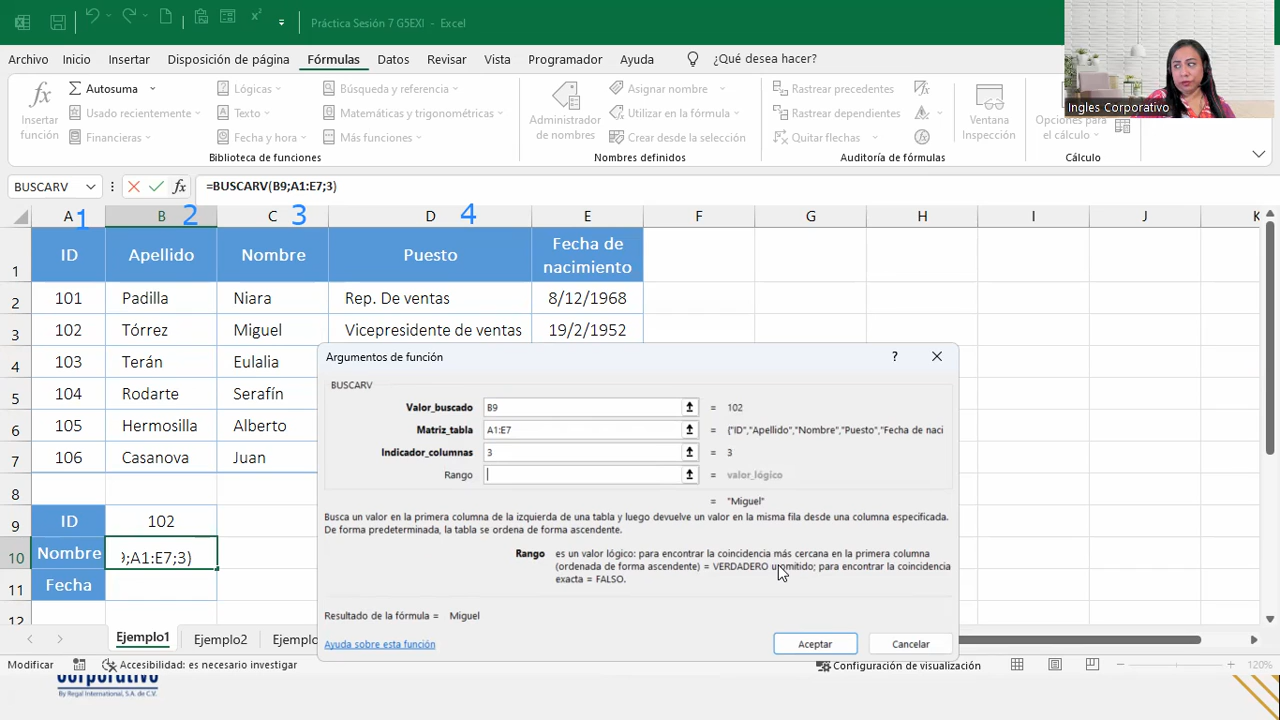 Práctica Sesión 7 G5EXI - Excel
Archivo Inicio Insertar Disposición de página Fórmulas Revisar Vista Programador Ayuda ¿Qué desea hacer?
Ingles Corporativo
Insertar función
Autosuma
Usado recientemente
Financieras
Lógicas
Texto
Fecha y hora
Búsqueda y
Matemáticas y trigonométricas
Más funciones
Biblioteca de funciones
Administrador de nombres
Asignar nombre
Utilizar en la fórmula
Crear desde la selección
Nombres definidos
Rastrear precedentes
Rastrear dependientes
Quitar flechas
Auditoría de fórmulas
Ventana Inspección
Opciones para el cálculo
Cálculo
BUSCARV fx =BUSCARV(B9;A1:E7;3)
A B C D E F G H I J K
1 2 3 4
1 ID Apellido Nombre Puesto Fecha de nacimiento
2 101 Padilla Niara Rep. De ventas 8/12/1968
3 102 Tórrez Miguel Vicepresidente de ventas 19/2/1952
4 103 Terán Eulalia
5 104 Rodarte Serafín
6 105 Hermosilla Alberto
7 106 Casanova Juan
8
9 ID 102
10 Nombre ;A1:E7;3)
11 Fecha
12
Argumentos de función ?
BUSCARV
Valor_buscado B9 = 102
Matriz_tabla A1:E7 = {"ID","Apellido","Nombre","Puesto","Fecha de naci
Indicador_columnas 3 = 3
Rango = valor_lógico
= "Miguel"
Busca un valor en la primera columna de la izquierda de una tabla y luego devuelve un valor en la misma fila desde una columna especificada.
De forma predeterminada, la tabla se ordena de forma ascendente.
Rango es un valor lógico: para encontrar la coincidencia más cercana en la primera columna
(ordenada de forma ascendente) = VERDADERO u omitido; para encontrar la coincidencia
exacta = FALSO.
Resultado de la fórmula = Miguel
Ayuda sobre esta función
Aceptar Cancelar
Ejemplo1 Ejemplo2 Ejemplo
Modificar Accesibilidad: es necesario investigar Configuración de visualización 120%
Corporativo
By Regal International, S.A. de C.V.